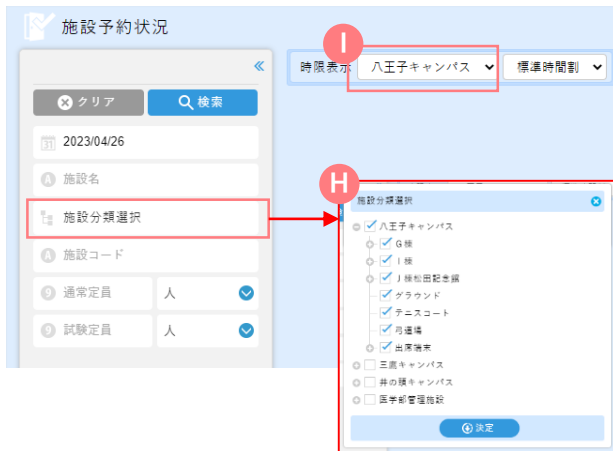 施設予約状況
I
«
時限表示 八王子キャンパス 標準時間割
クリア 検索
31 2023/04/26
A 施設名
H
施設分類選択
施設分類選択
八王子キャンパス
G棟
I棟
J棟松田記念館
グラウンド
テニスコート
弓道場
出席端末
三鷹キャンパス
井の頭キャンパス
医学部管理施設
決定
A 施設コード
9 通常定員 人
9 試験定員 人